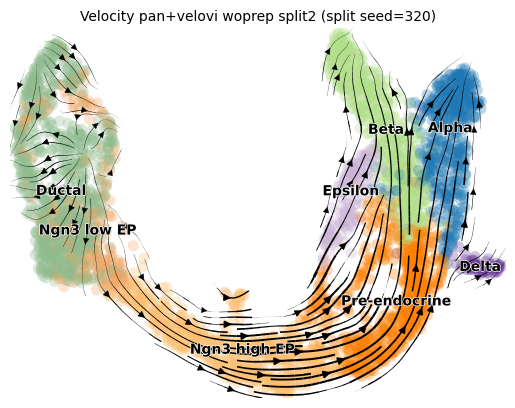 Velocity pan+velovi woprep split2 (split seed=320)
Beta
Alpha
Ductal
Epsilon
Ngn3 low EP
Delta
Pre-endocrine
Ngn3 high EP